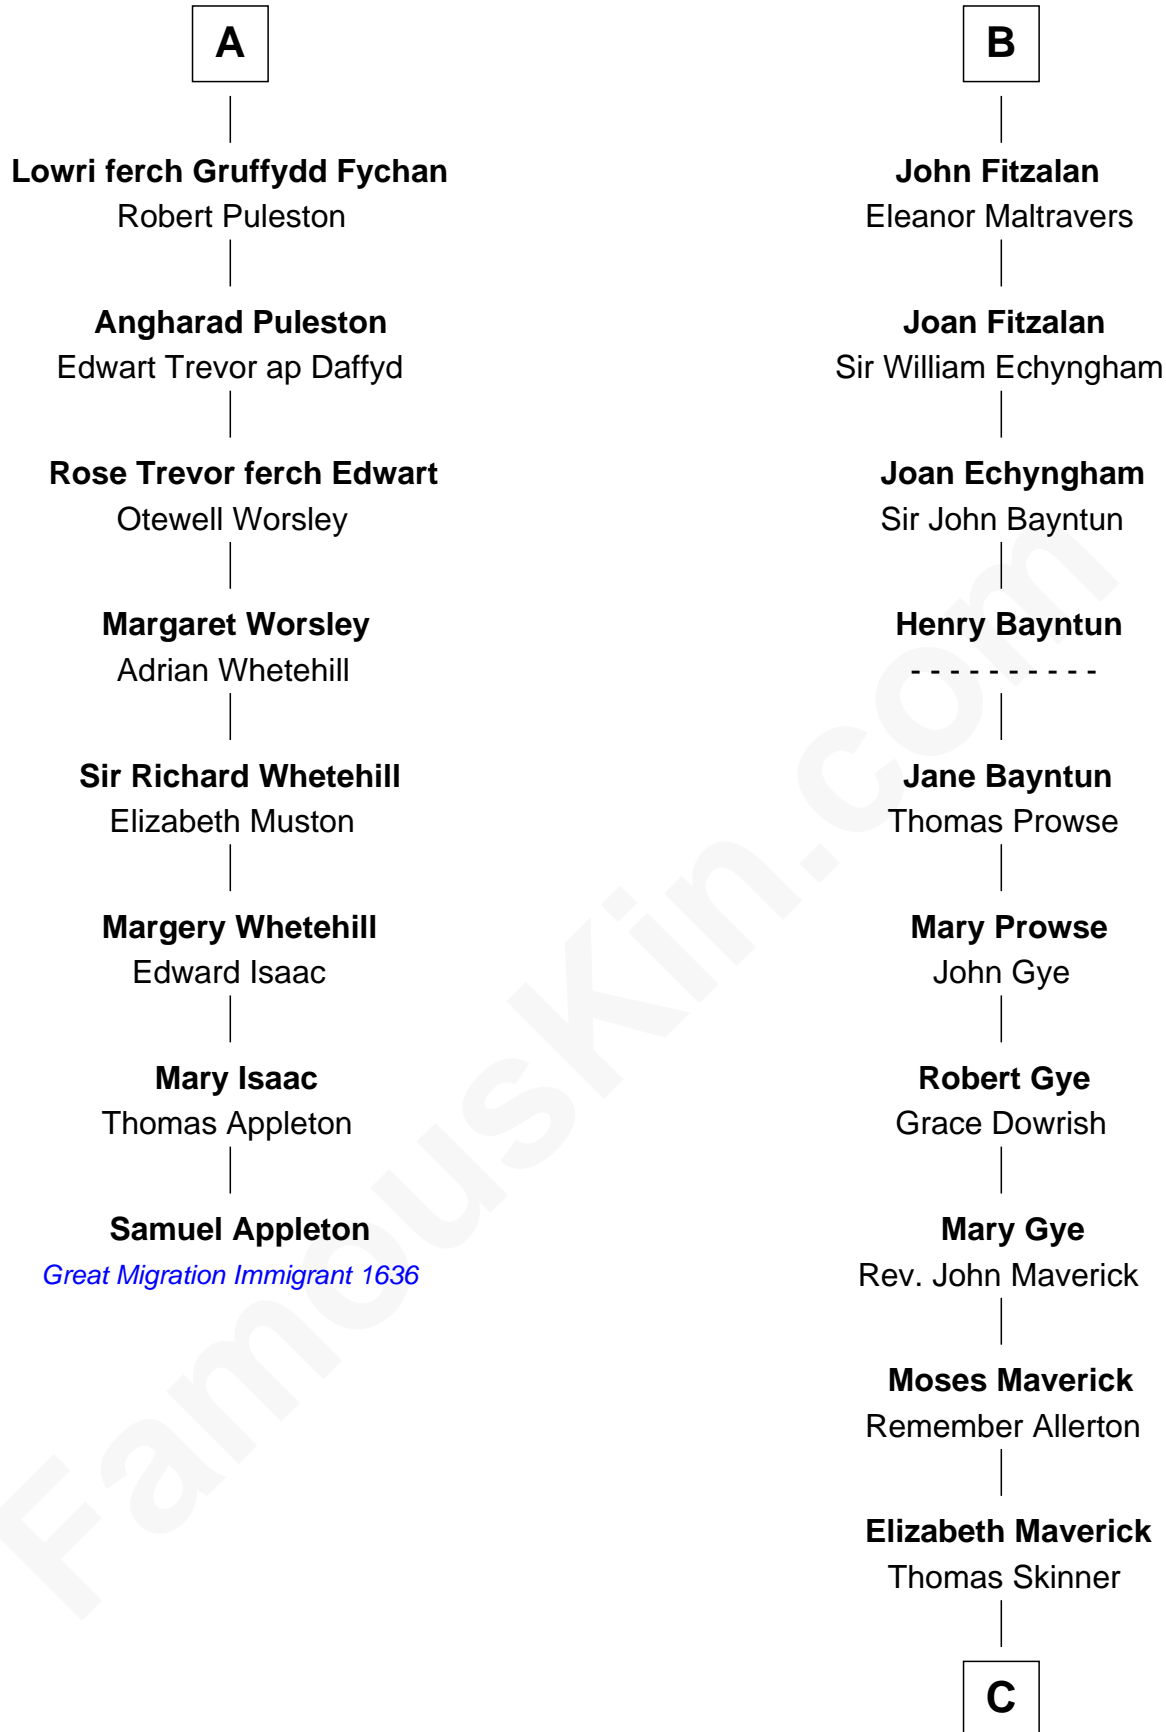 A
Lowri ferch Gruffydd Fychan
Robert Puleston
Angharad Puleston
Edwart Trevor ap Daffyd
Rose Trevor ferch Edwart
Otewell Worsley
Margaret Worsley
Adrian Whetehill
Sir Richard Whetehill
Elizabeth Muston
Margery Whetehill
Edward Isaac
Mary Isaac
Thomas Appleton
Samuel Appleton
Great Migration Immigrant 1636
B
John Fitzalan
Eleanor Maltravers
Joan Fitzalan
Sir William Echyngham
Joan Echyngham
Sir John Bayntun
Henry Bayntun
- - - - - - - - - -
Jane Bayntun
Thomas Prowse
Mary Prowse
John Gye
Robert Gye
Grace Dowrish
Mary Gye
Rev. John Maverick
Moses Maverick
Remember Allerton
Elizabeth Maverick
Thomas Skinner
C
FamousKin.com